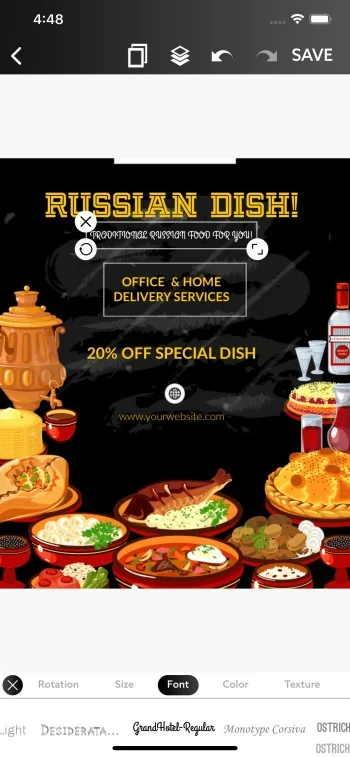 4:48
SAVE
RUSSIAN DISH!
TRADITIONAL RUSSIAN FOOD FOR YOU!
OFFICE & HOME
DELIVERY SERVICES
20% OFF SPECIAL DISH
www.yourwebsite.com
Rotation Size Font Color Texture
Light DESIDERATA... GrandHotel-Regular Monotype Corsiva OSTRICH
OSTRICH